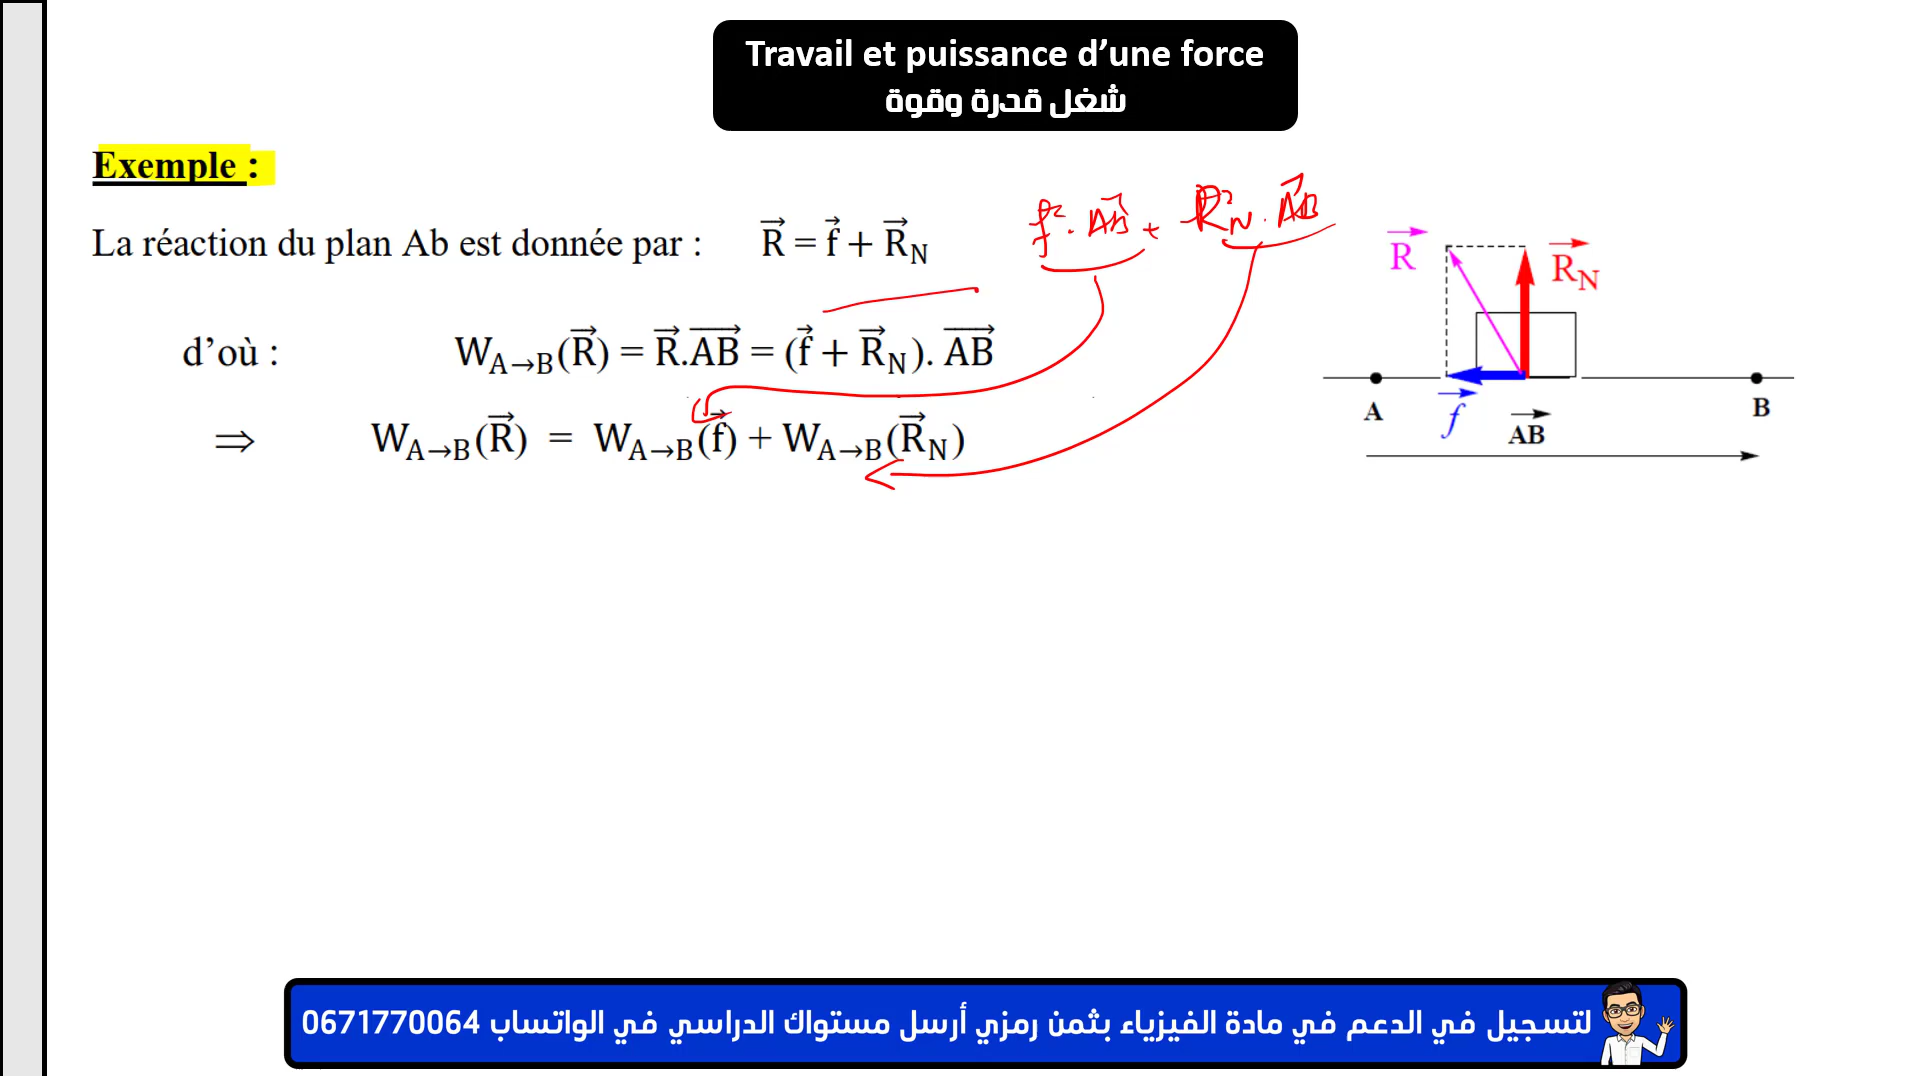 Travail et puissance d’une force
شغل قدرة وقوة
Exemple :
La réaction du plan Ab est donnée par : R⃗ = f⃗ + R⃗N
f⃗ . AB⃗ + R⃗N . AB⃗
d’où : WA→B(R⃗) = R⃗.AB⃗ = (f⃗ + R⃗N). AB⃗
⇒ WA→B(R⃗) = WA→B(f⃗) + WA→B(R⃗N)
R⃗ R⃗N
A f⃗ AB⃗ B
لتسجيل في الدعم في مادة الفيزياء بثمن رمزي أرسل مستواك الدراسي في الواتساب 0671770064